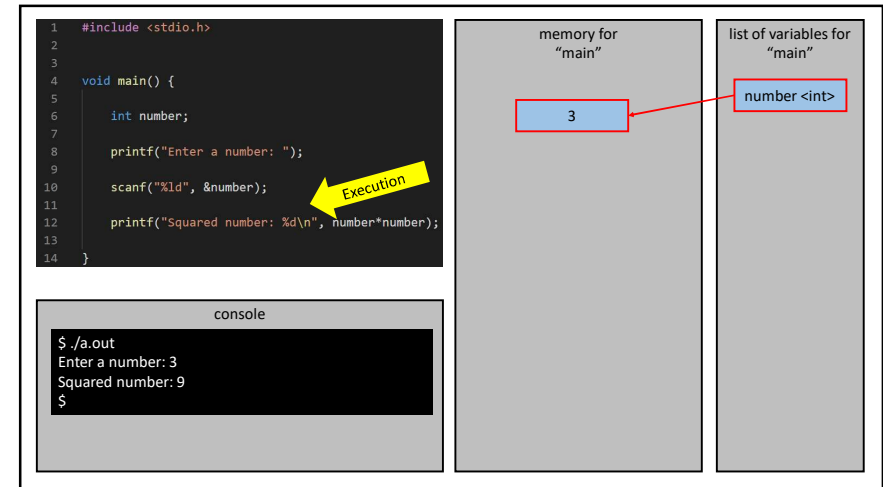 1 #include <stdio.h>
2
3
4 void main() {
5
6 int number;
7
8 printf("Enter a number: ");
9
10 scanf("%ld", &number);
11
12 printf("Squared number: %d\n", number*number);
13
14 }
Execution
console
$ ./a.out
Enter a number: 3
Squared number: 9
$
memory for
“main”
3
list of variables for
“main”
number <int>